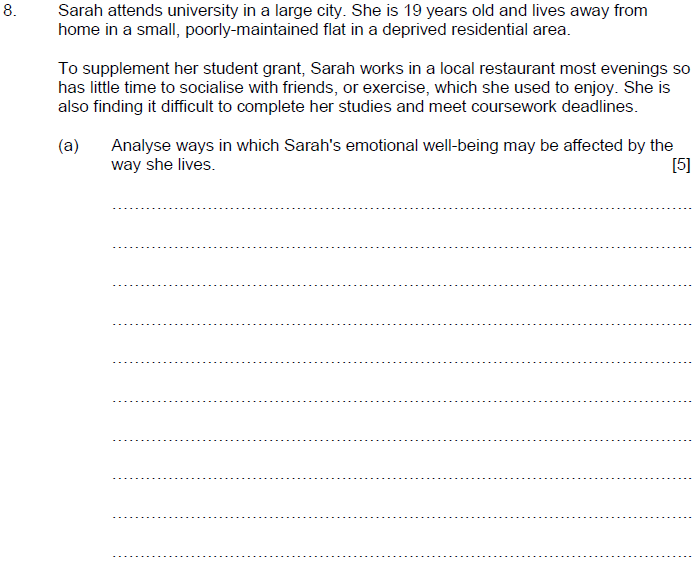 8. Sarah attends university in a large city. She is 19 years old and lives away from
home in a small, poorly-maintained flat in a deprived residential area.
To supplement her student grant, Sarah works in a local restaurant most evenings so
has little time to socialise with friends, or exercise, which she used to enjoy. She is
also finding it difficult to complete her studies and meet coursework deadlines.
(a) Analyse ways in which Sarah's emotional well-being may be affected by the
way she lives. [5]